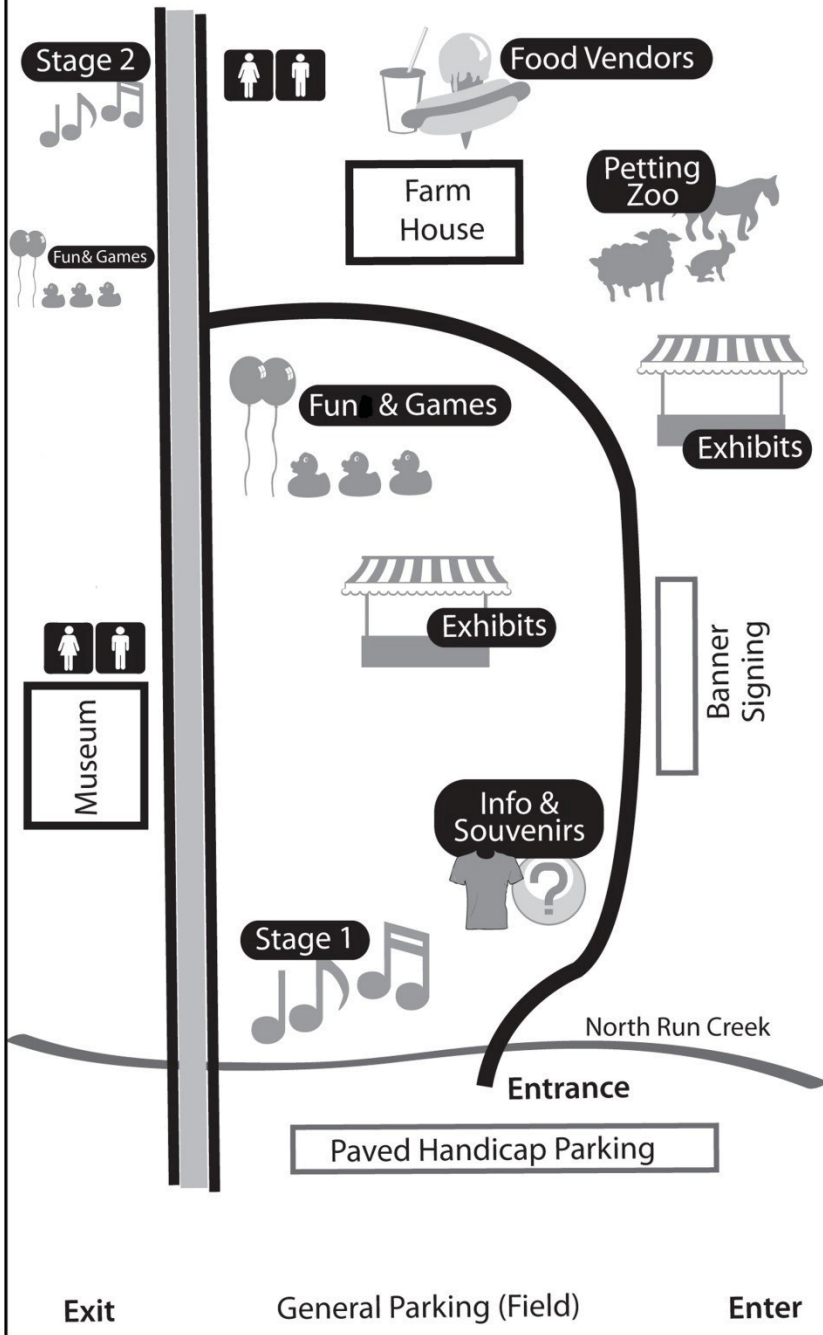 Stage 2
Food Vendors
Farm
House
Petting
Zoo
Fun& Games
Fun & Games
Exhibits
Exhibits
Banner
Signing
Museum
Info &
Souvenirs
?
Stage 1
North Run Creek
Entrance
Paved Handicap Parking
Exit
General Parking (Field)
Enter